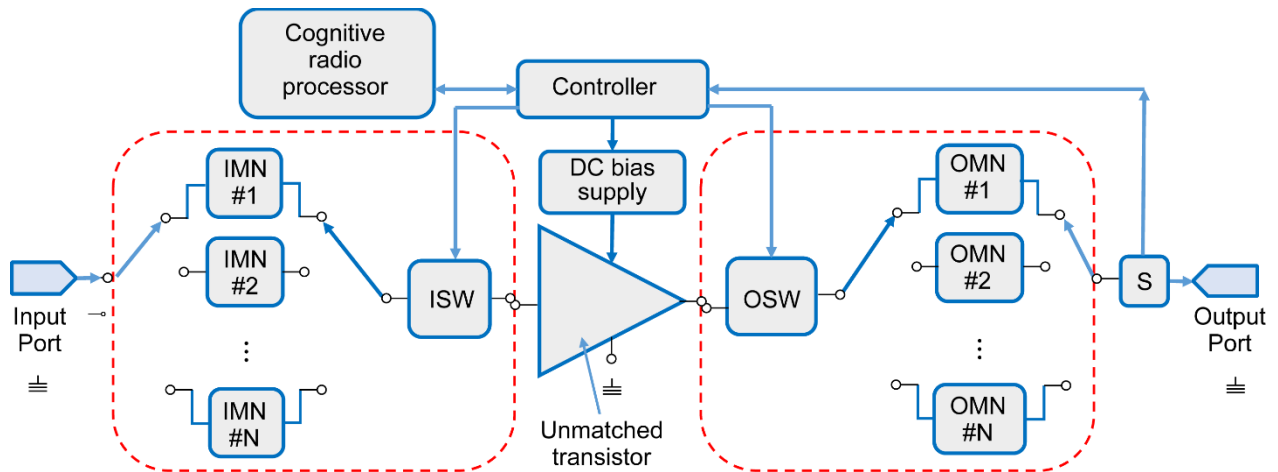 Cognitive
radio
processor
Controller
DC bias
supply
IMN
#1
IMN
#2
⋮
IMN
#N
ISW
OSW
OMN
#1
OMN
#2
⋮
OMN
#N
S
Input
Port
Output
Port
Unmatched
transistor